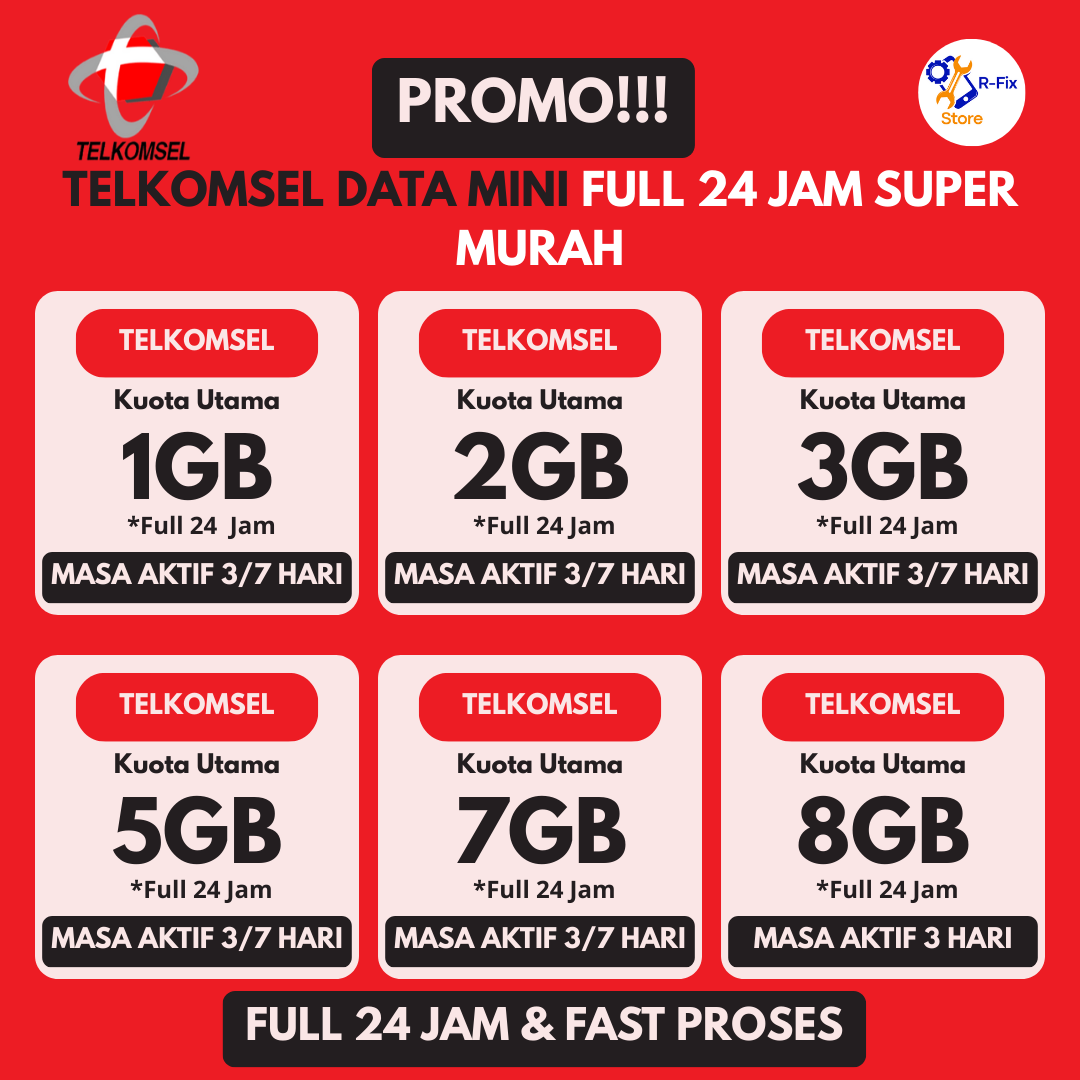 TELKOMSEL
PROMO!!!
R-Fix
Store
TELKOMSEL DATA MINI FULL 24 JAM SUPER
MURAH
TELKOMSEL
Kuota Utama
1GB
*Full 24  Jam
MASA AKTIF 3/7 HARI
TELKOMSEL
Kuota Utama
2GB
*Full 24 Jam
MASA AKTIF 3/7 HARI
TELKOMSEL
Kuota Utama
3GB
*Full 24 Jam
MASA AKTIF 3/7 HARI
TELKOMSEL
Kuota Utama
5GB
*Full 24 Jam
MASA AKTIF 3/7 HARI
TELKOMSEL
Kuota Utama
7GB
*Full 24 Jam
MASA AKTIF 3/7 HARI
TELKOMSEL
Kuota Utama
8GB
*Full 24 Jam
MASA AKTIF 3 HARI
FULL 24 JAM & FAST PROSES